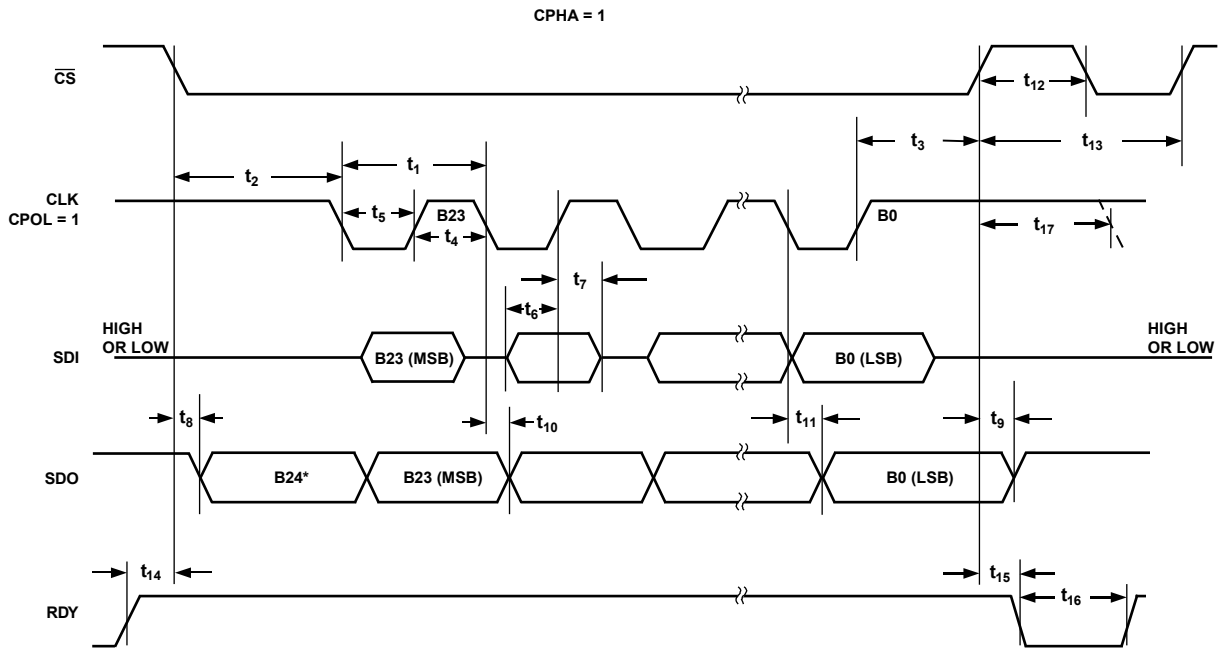 CPHA = 1
CS
t12
t3
t13
t1
t2
CLK
CPOL = 1
t5
B23
t4
B0
t17
t7
t6
HIGH
OR LOW
SDI
B23 (MSB)
B0 (LSB)
HIGH
OR LOW
t8
t10
t11
t9
SDO
B24*
B23 (MSB)
B0 (LSB)
t14
t15
t16
RDY